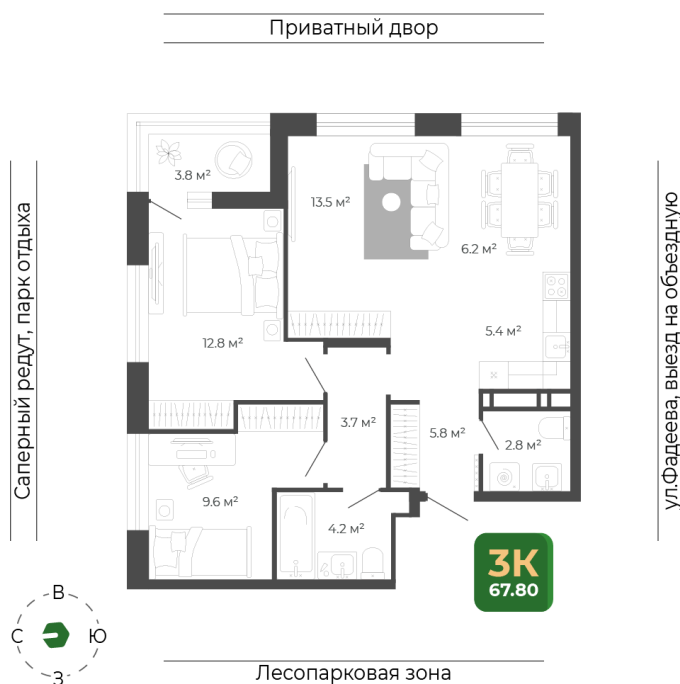 Приватный двор
Саперный редут, парк отдыха
ул.Фадеева, выезд на объездную
3.8 м²
13.5 м²
6.2 м²
12.8 м²
5.4 м²
3.7 м²
5.8 м²
2.8 м²
9.6 м²
4.2 м²
3К
67.80
В
С
Ю
З
Лесопарковая зона